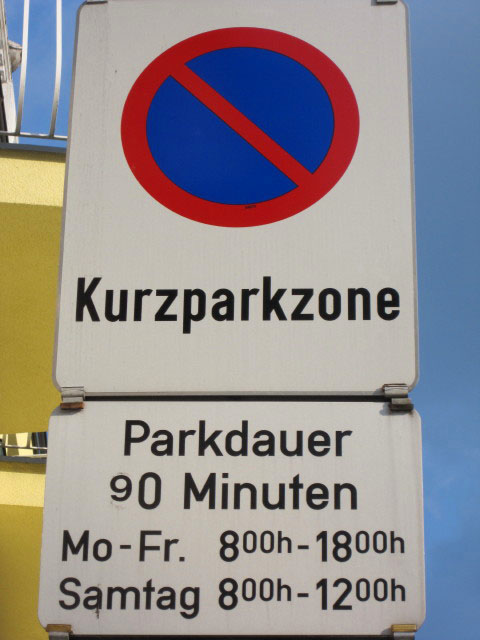 Kurzparkzone
Parkdauer
90 Minuten
Mo-Fr. 800h-1800h
Samtag 800h-1200h